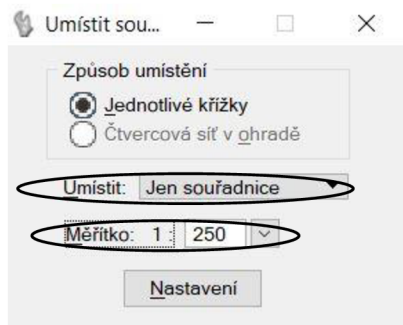 Umístit sou...
Způsob umístění
Jednotlivé křížky
Čtvercová síť v ohradě
Umístit: Jen souřadnice
Měřítko: 1 : 250
Nastavení